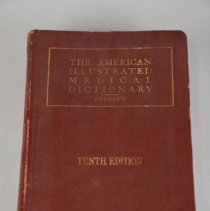 THE AMERICAN
ILLUSTRATED
MEDICAL
DICTIONARY
DORLAND
TENTH EDITION